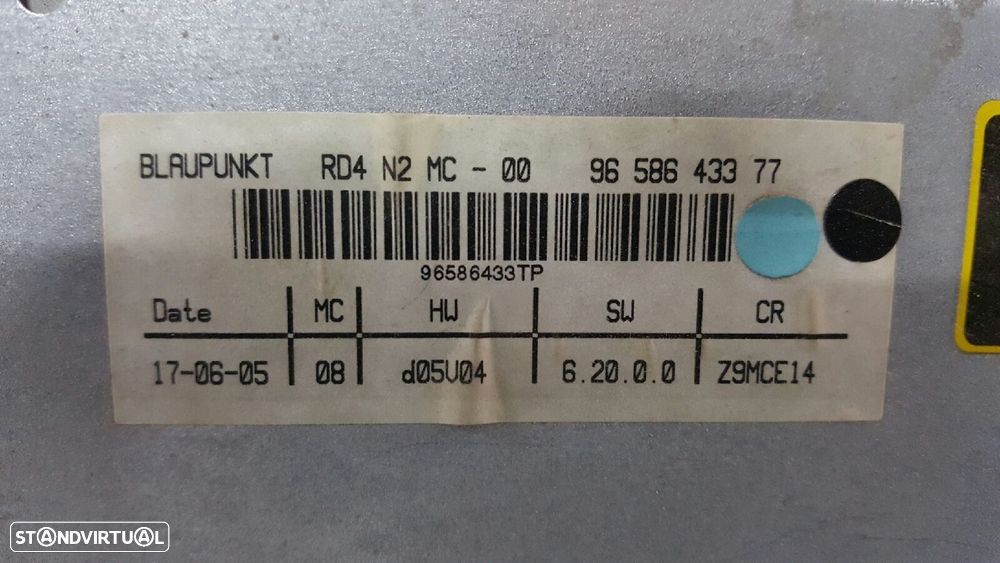 BLAUPUNKT RD4 N2 MC - 00 96 586 433 77
96586433TP
Date MC HW SW CR
17-06-05 08 d05V04 6.20.0.0 Z9MCE14
STANDVIRTUAL